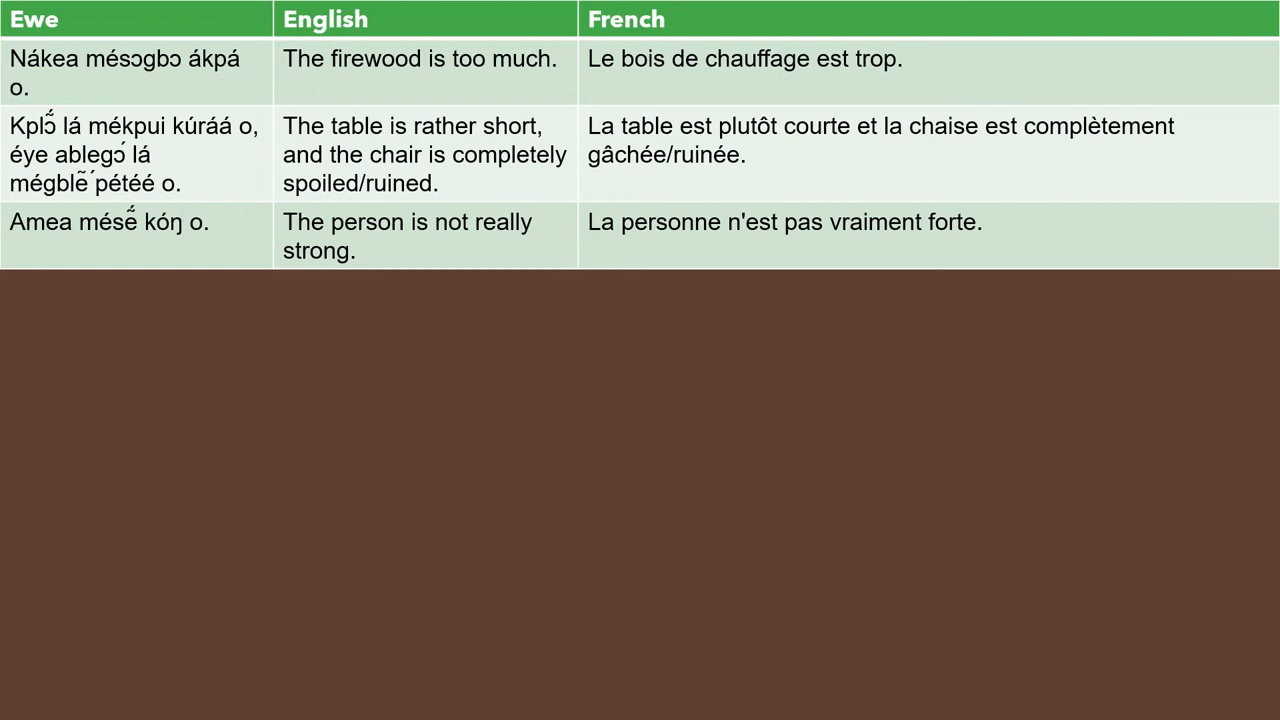 Ewe English French
Nákea mésɔgbɔ ákpá The firewood is too much. Le bois de chauffage est trop.
o.
Kplɔ̃́ lá mékpui kúráá o, The table is rather short, La table est plutôt courte et la chaise est complètement
éye ablegɔ́ lá and the chair is completely gâchée/ruinée.
mégblẽ ́pétéé o. spoiled/ruined.
Amea mésẽ́ kóŋ o. The person is not really La personne n'est pas vraiment forte.
strong.